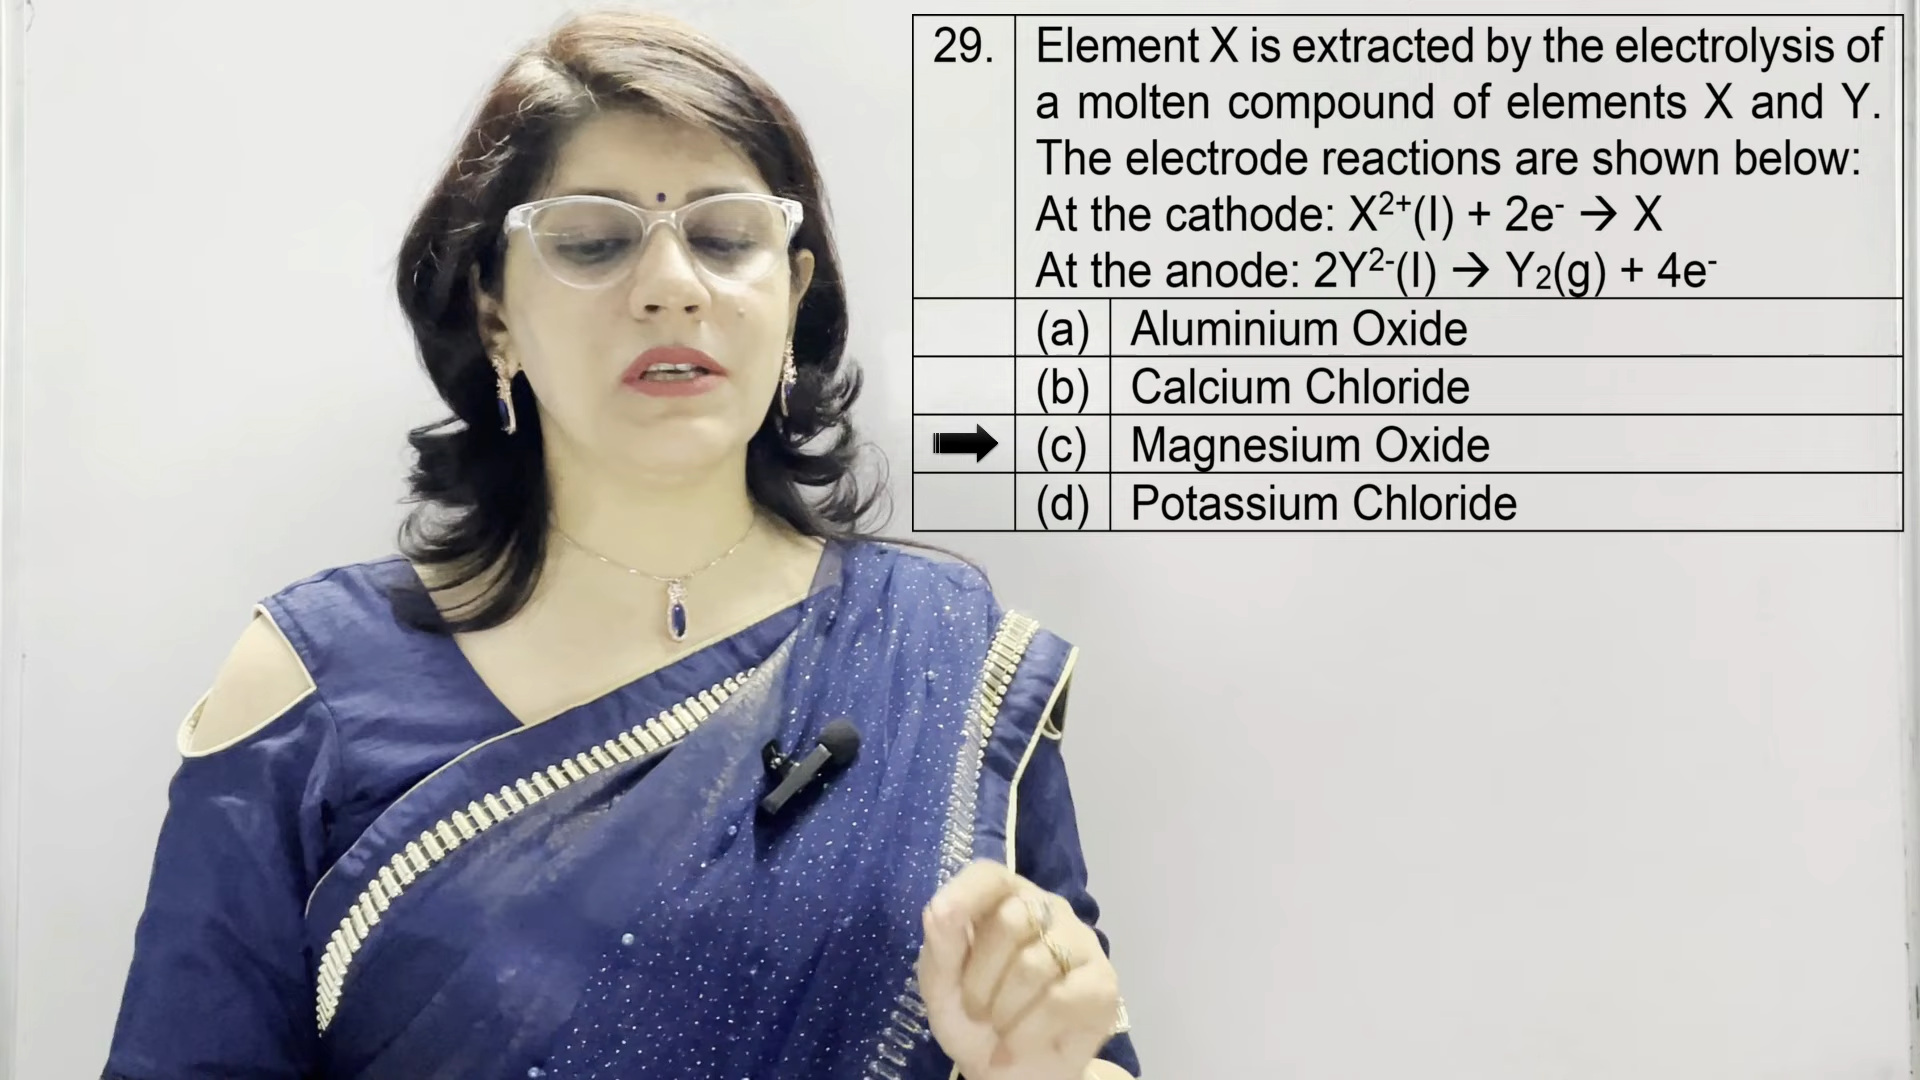 29. Element X is extracted by the electrolysis of
a molten compound of elements X and Y.
The electrode reactions are shown below:
At the cathode: X²⁺(l) + 2e⁻ → X
At the anode: 2Y²⁻(l) → Y₂(g) + 4e⁻
(a) Aluminium Oxide
(b) Calcium Chloride
(c) Magnesium Oxide
(d) Potassium Chloride